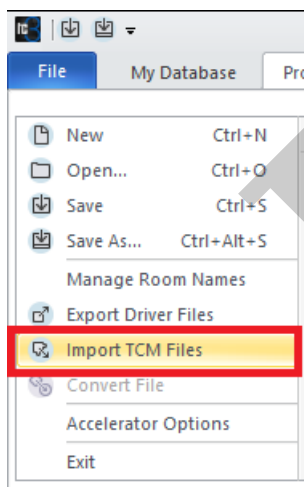 File My Database Pro
New Ctrl+N
Open... Ctrl+O
Save Ctrl+S
Save As... Ctrl+Alt+S
Manage Room Names
Export Driver Files
Import TCM Files
Convert File
Accelerator Options
Exit